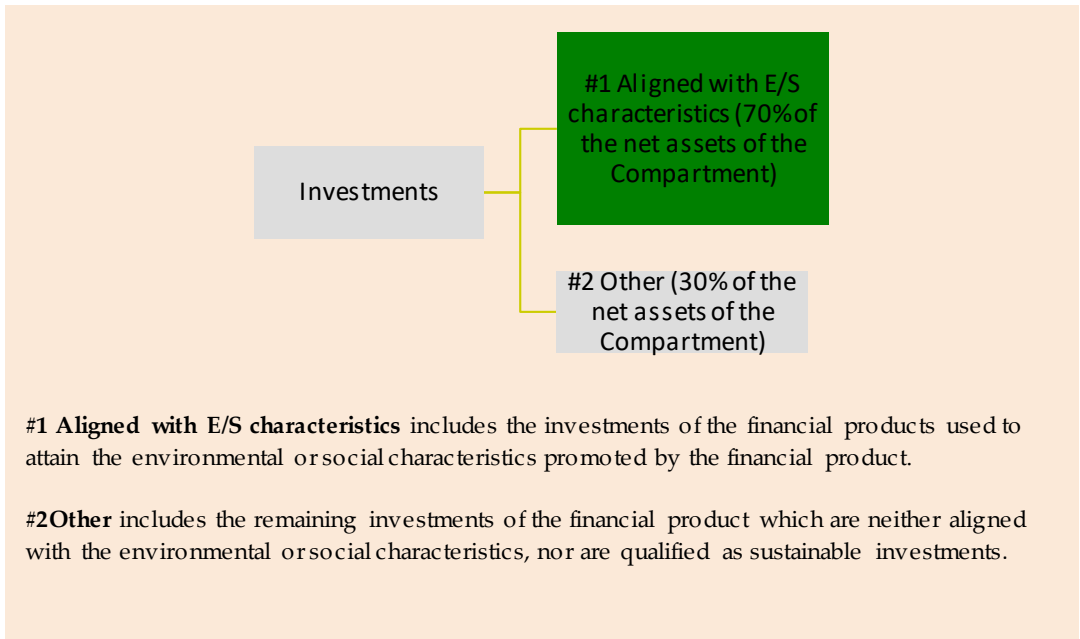 #1 Aligned with E/S
characteristics (70% of
the net assets of the
Compartment)
Investments
#2 Other (30% of the
net assets of the
Compartment)
#1 Aligned with E/S characteristics includes the investments of the financial products used to
attain the environmental or social characteristics promoted by the financial product.
#2Other includes the remaining investments of the financial product which are neither aligned
with the environmental or social characteristics, nor are qualified as sustainable investments.